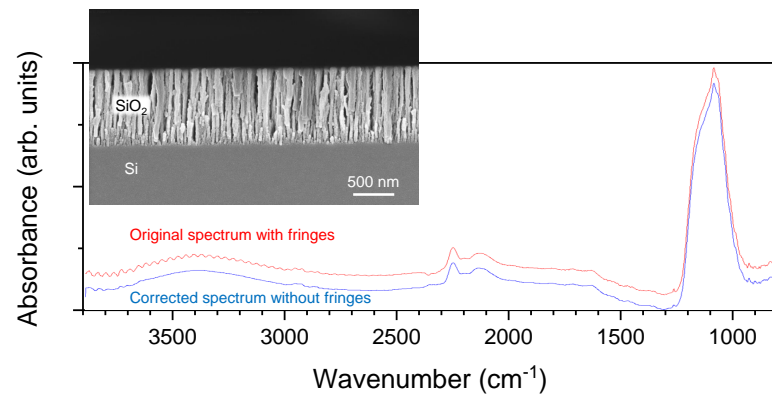 SiO₂
Si
500 nm
Original spectrum with fringes
Corrected spectrum without fringes
Absorbance (arb. units)
3500 3000 2500 2000 1500 1000
Wavenumber (cm⁻¹)